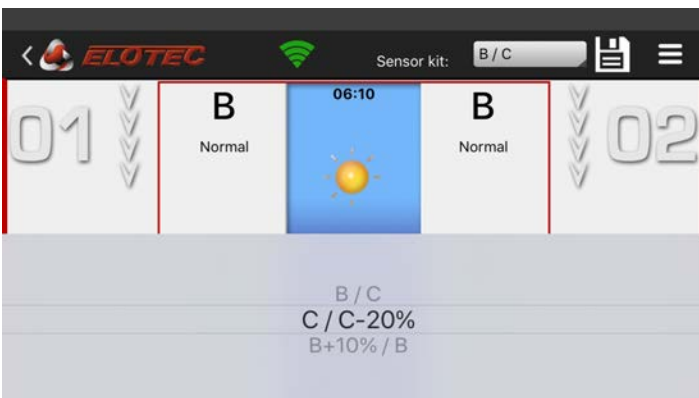 ELOTEC
Sensor kit: B / C
01
B
Normal
06:10
B
Normal
02
B / C
C / C-20%
B+10% / B